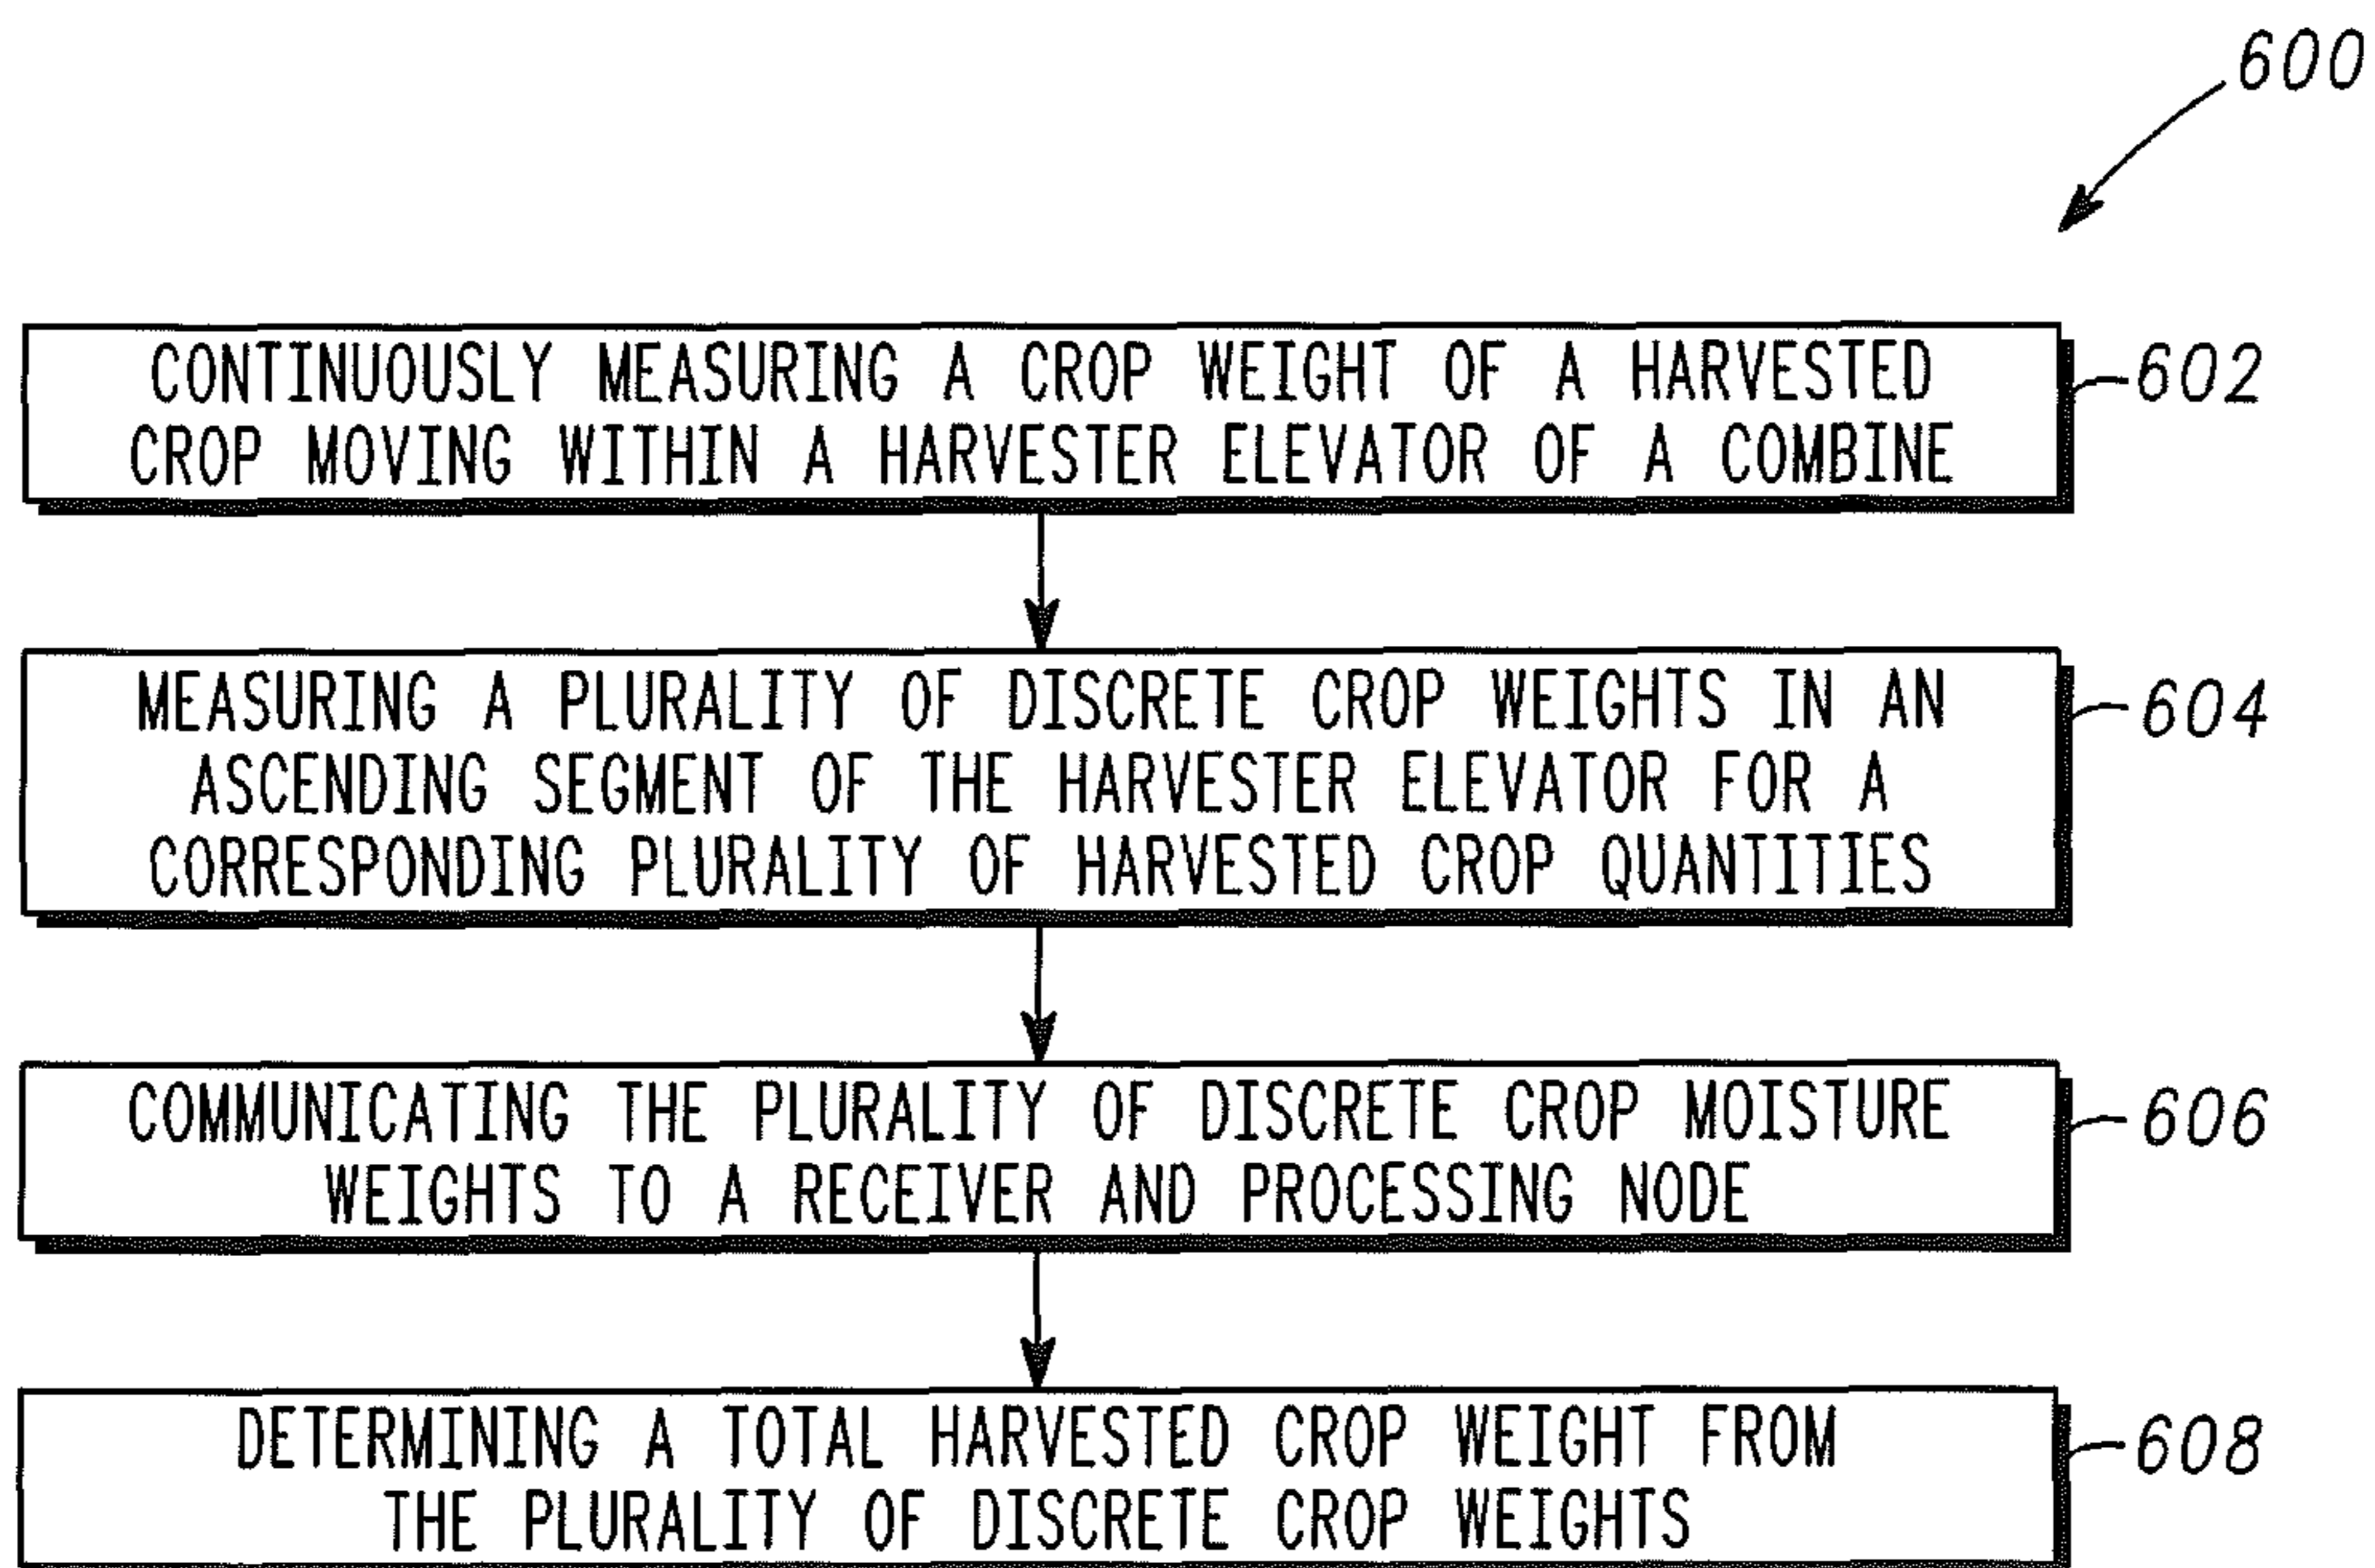 600
CONTINUOUSLY MEASURING A CROP WEIGHT OF A HARVESTED
CROP MOVING WITHIN A HARVESTER ELEVATOR OF A COMBINE
602
MEASURING A PLURALITY OF DISCRETE CROP WEIGHTS IN AN
ASCENDING SEGMENT OF THE HARVESTER ELEVATOR FOR A
CORRESPONDING PLURALITY OF HARVESTED CROP QUANTITIES
604
COMMUNICATING THE PLURALITY OF DISCRETE CROP MOISTURE
WEIGHTS TO A RECEIVER AND PROCESSING NODE
606
DETERMINING A TOTAL HARVESTED CROP WEIGHT FROM
THE PLURALITY OF DISCRETE CROP WEIGHTS
608